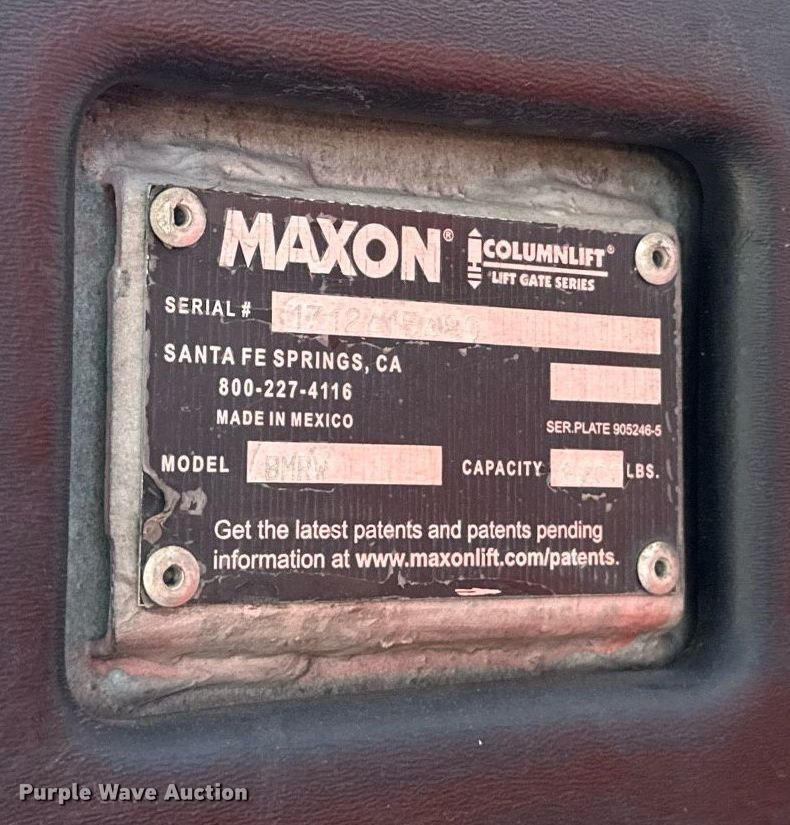 MAXON®
COLUMNLIFT®
LIFT GATE SERIES
SERIAL #
SANTA FE SPRINGS, CA
800-227-4116
MADE IN MEXICO
SER.PLATE 905246-5
MODEL BMRW
CAPACITY LBS.
Get the latest patents and patents pending
information at www.maxonlift.com/patents.
Purple Wave Auction